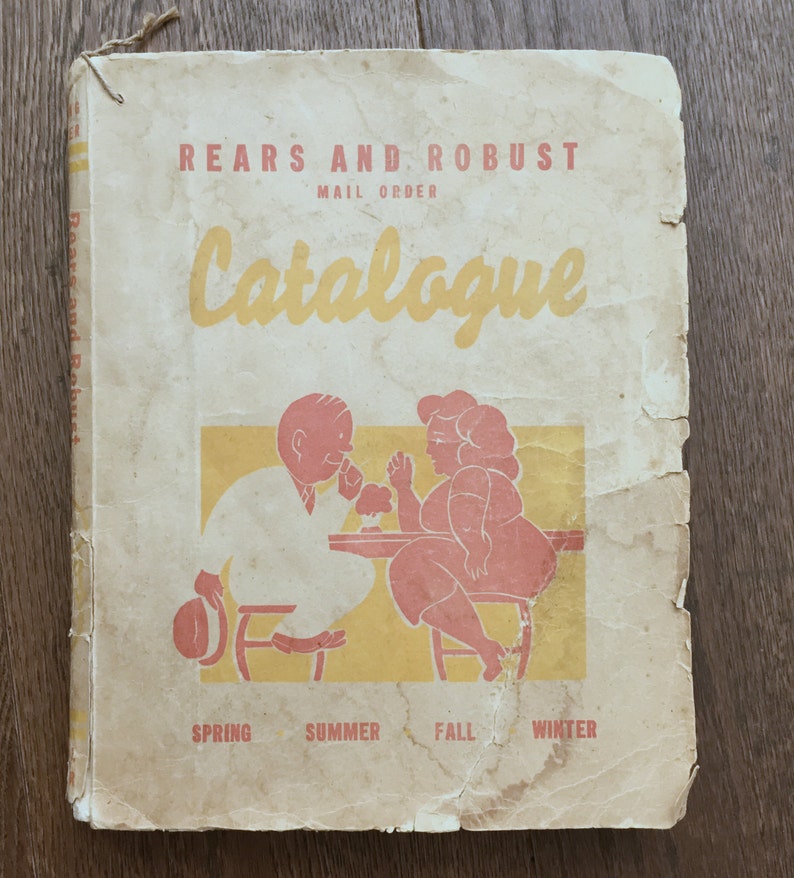 REARS AND ROBUST
MAIL ORDER
Catalogue
SPRING · SUMMER · FALL · WINTER
Rears and Robust